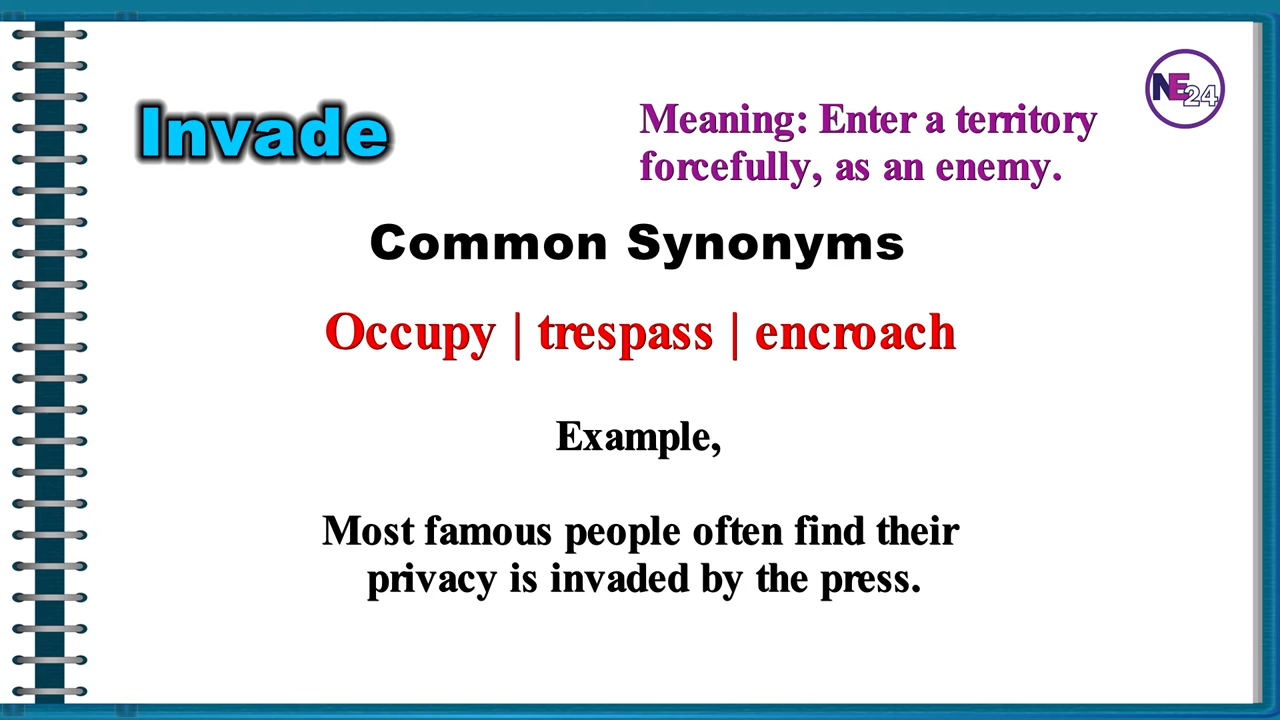 Invade
Meaning: Enter a territory
forcefully, as an enemy.
NE24
Common Synonyms
Occupy | trespass | encroach
Example,
Most famous people often find their
privacy is invaded by the press.